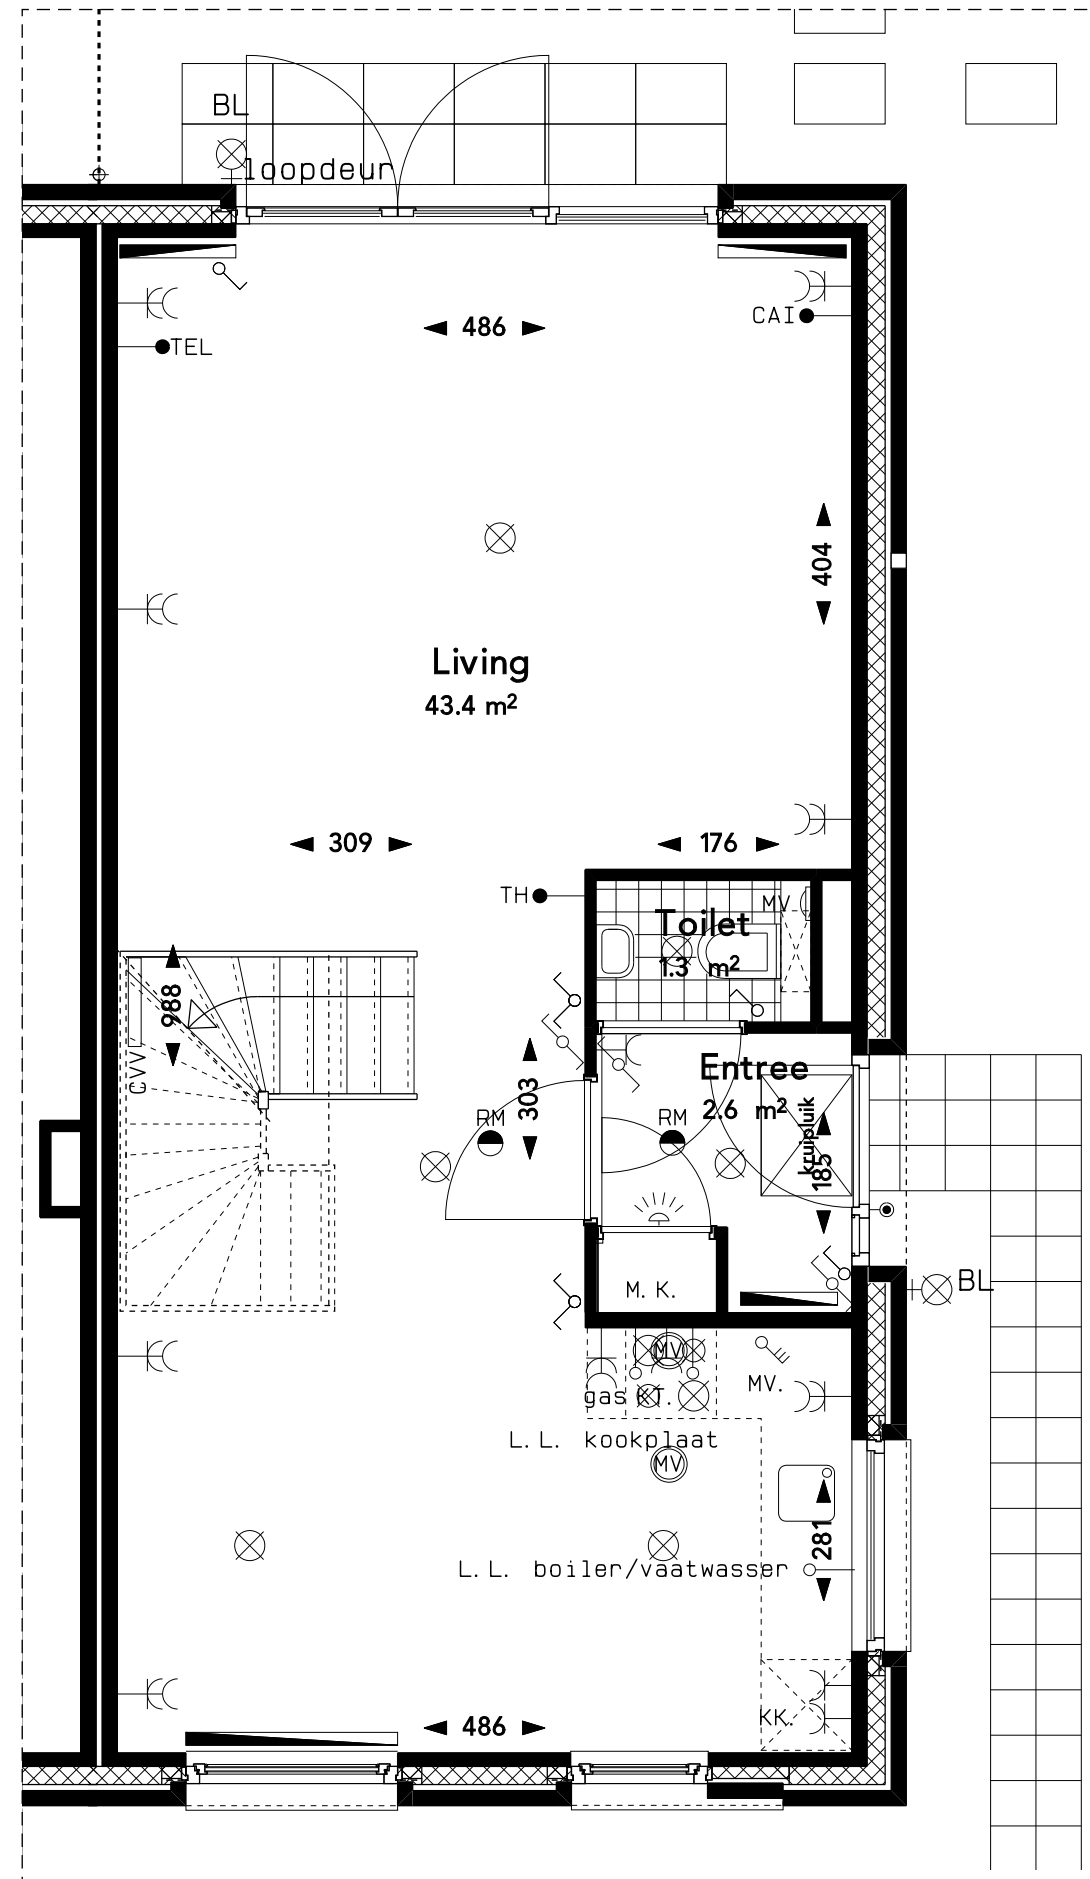 BL
loopdeur
486
CAI
TEL
404
Living
43.4 m²
309
176
TH
MV
Toilet
1.3 m²
988
CVV
Entree
2.6 m²
303
RM
RM
kruipluik
185
M. K.
BL
MV
MV.
gas KT.
L. L. kookplaat
MV
281
L. L. boiler/vaatwasser
KK.
486